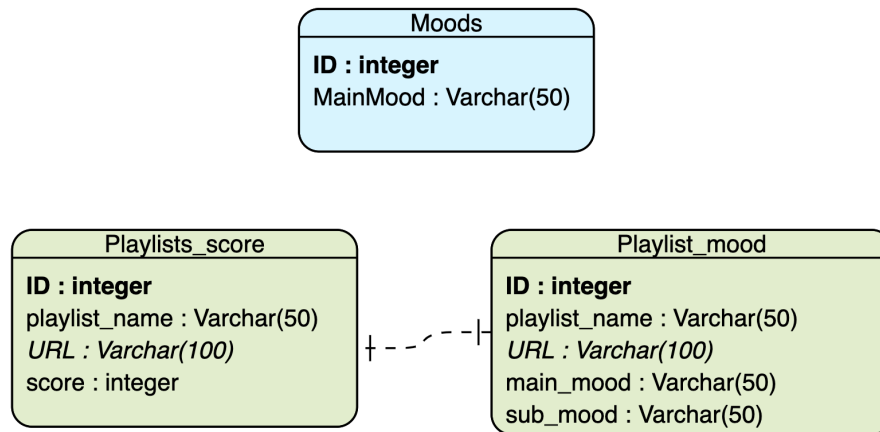 Moods
ID : integer
MainMood : Varchar(50)
Playlists_score
ID : integer
playlist_name : Varchar(50)
URL : Varchar(100)
score : integer
Playlist_mood
ID : integer
playlist_name : Varchar(50)
URL : Varchar(100)
main_mood : Varchar(50)
sub_mood : Varchar(50)